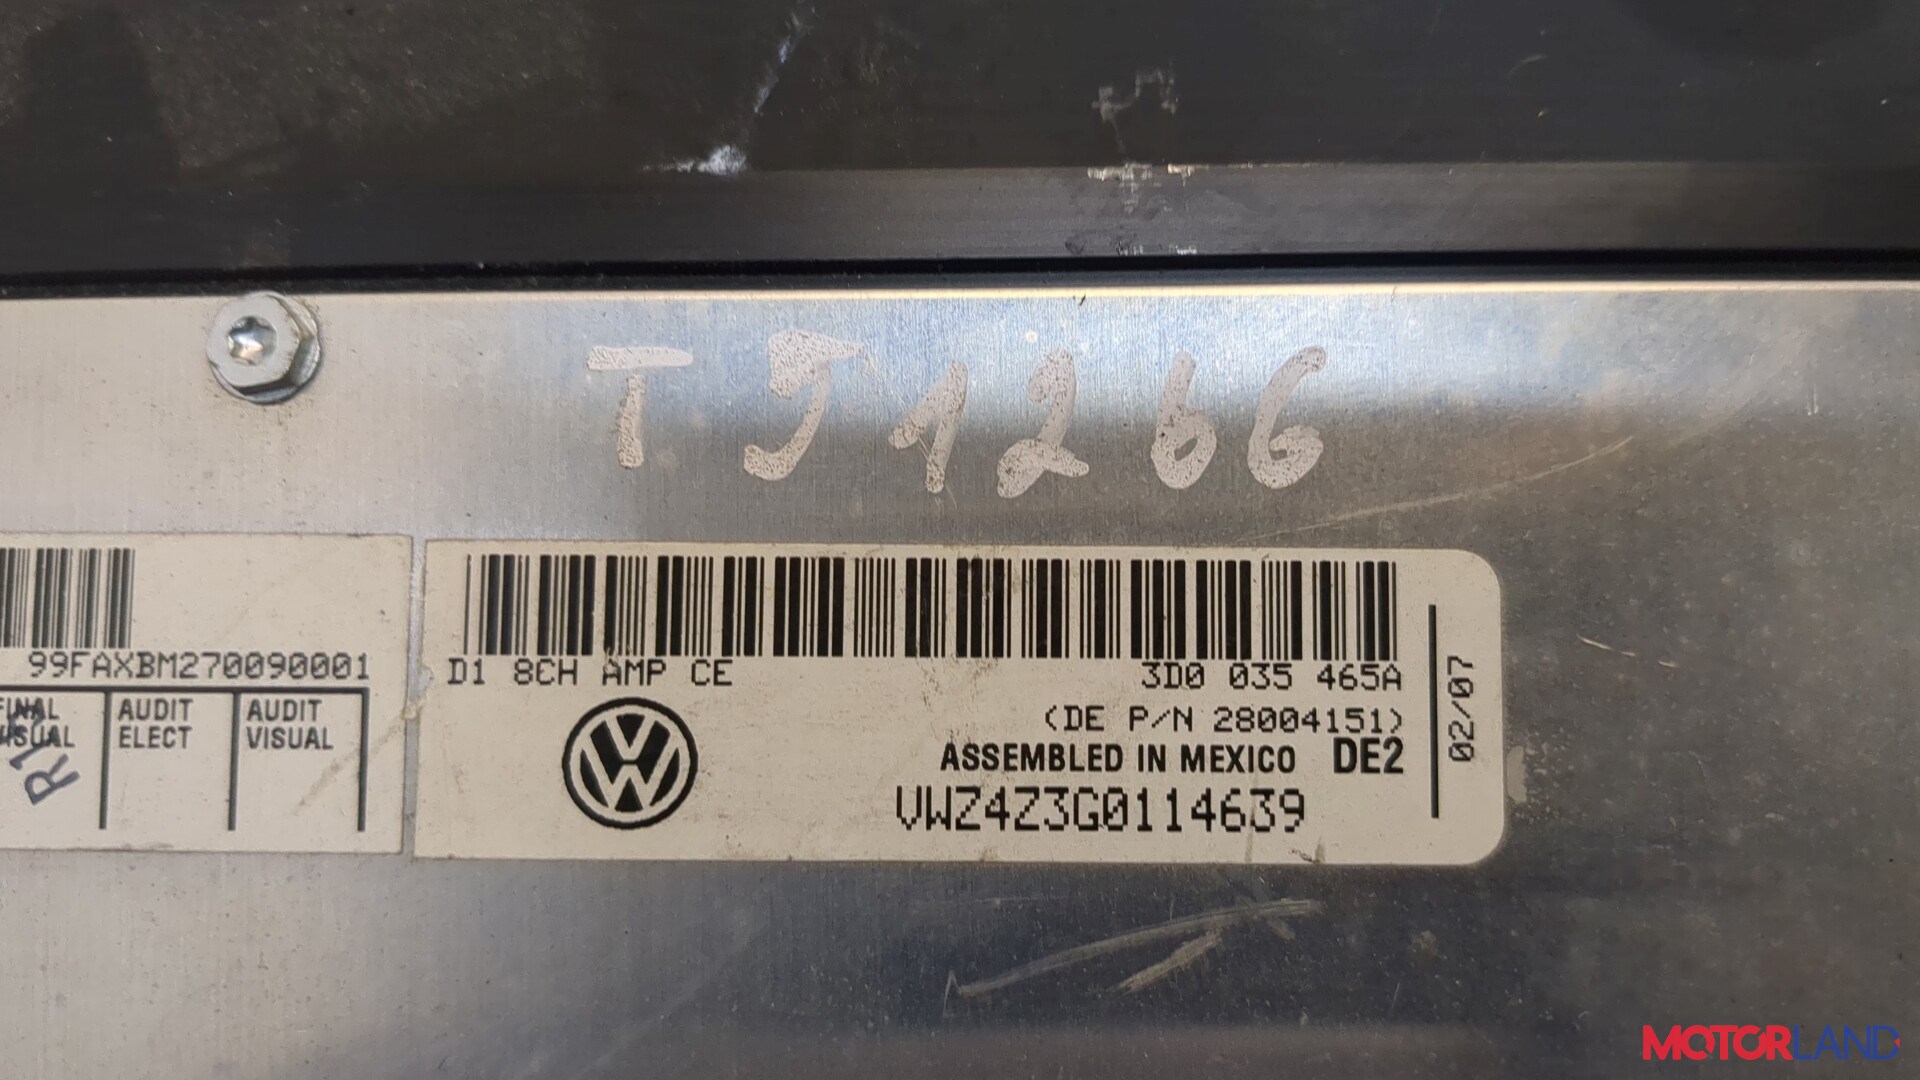 TJ1266
99FAXBM270090001
FINAL VISUAL
AUDIT ELECT
AUDIT VISUAL
D1 8CH AMP CE
3D0 035 465A
(DE P/N 28004151)
ASSEMBLED IN MEXICO DE2
VWZ4Z3G0114639
02/07
MOTORLAND